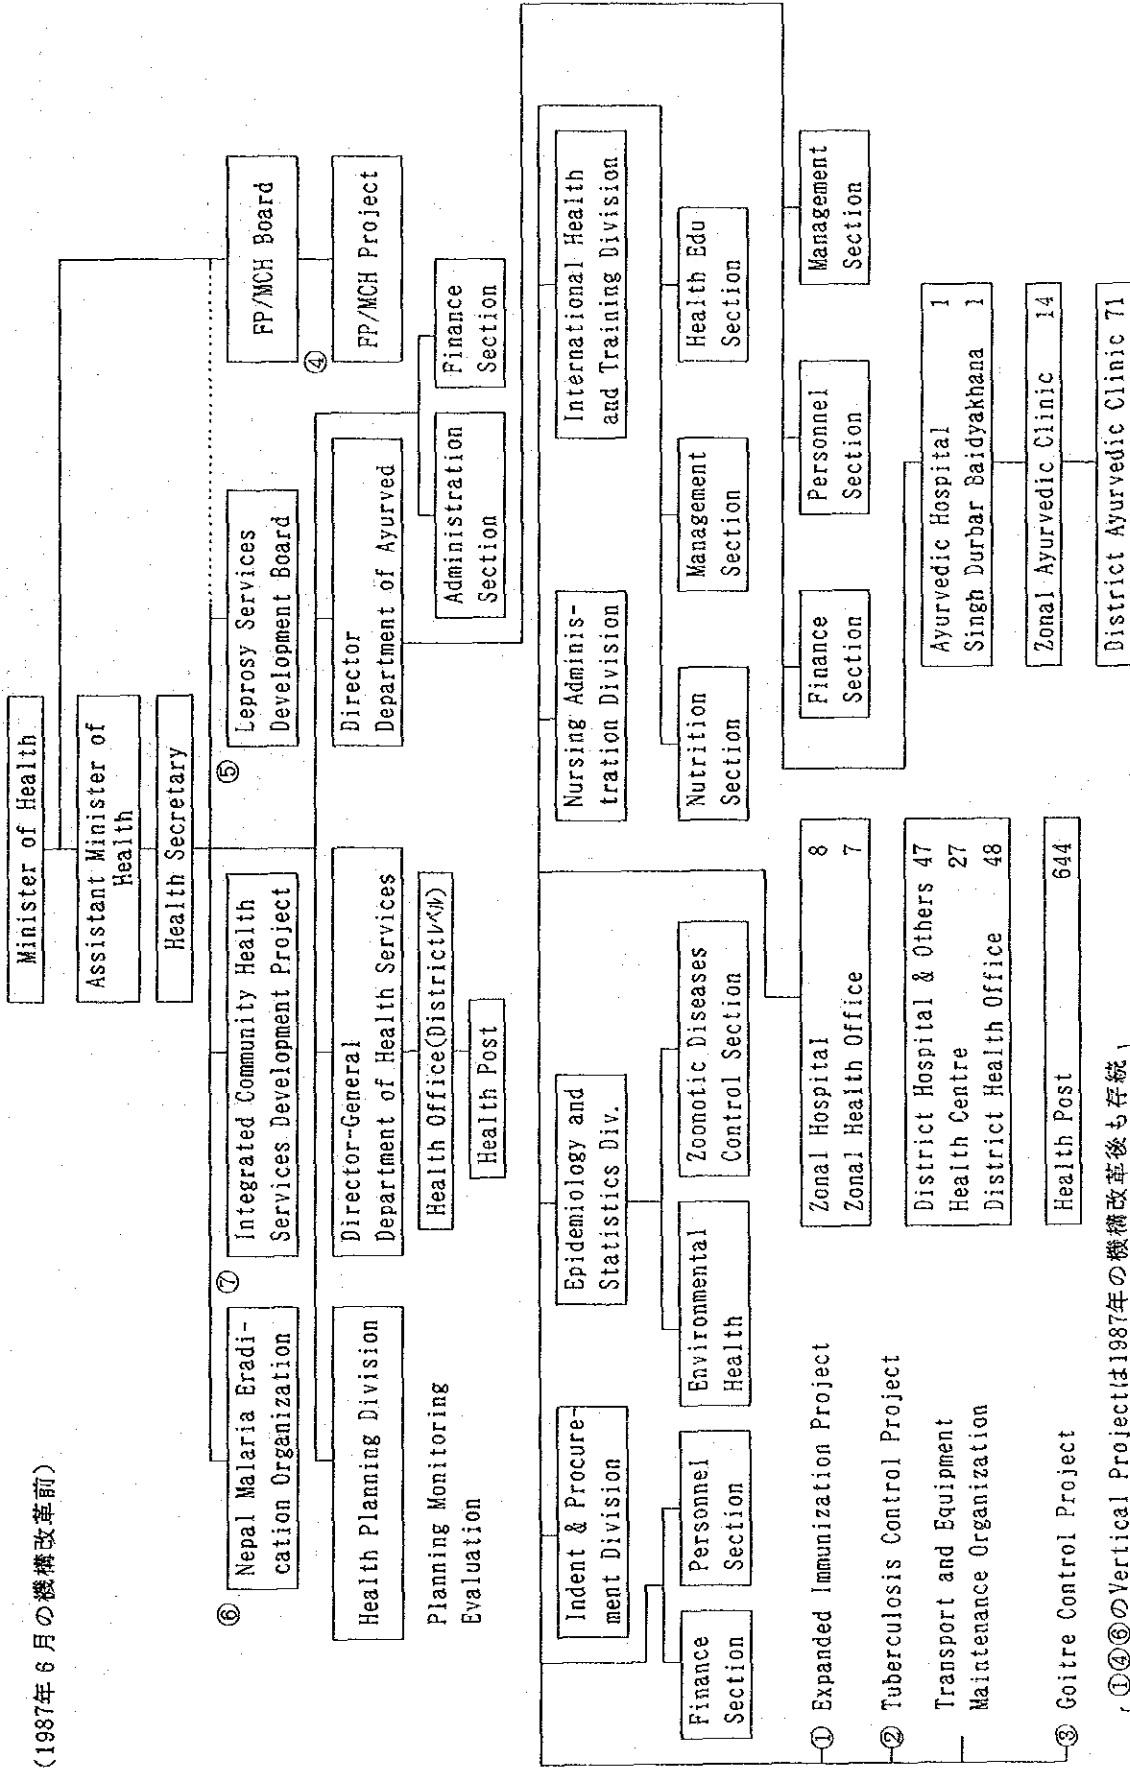 （1987年6月の機構改革前）
Minister of Health
Assistant Minister of
Health
Health Secretary
⑥
Nepal Malaria Eradi-
cation Organization
⑦
Integrated Community Health
Services Development Project
⑤
Leprosy Services
Development Board
FP/MCH Board
④
FP/MCH Project
Health Planning Division
Planning Monitoring
Evaluation
Director-General
Department of Health Services
Health Office(Districtレベル)
Health Post
Director
Department of Ayurved
Administration
Section
Finance
Section
Indent & Procure-
ment Division
Epidemiology and
Statistics Div.
Nursing Adminis-
tration Division
International Health
and Training Division
Finance
Section
Personnel
Section
Environmental
Health
Zoonotic Diseases
Control Section
Nutrition
Section
Management
Section
Health Edu
Section
① Expanded Immunization Project
② Tuberculosis Control Project
Transport and Equipment
Maintenance Organization
③ Goitre Control Project
Zonal Hospital 8
Zonal Health Office 7
District Hospital & Others 47
Health Centre 27
District Health Office 48
Health Post 644
Finance
Section
Personnel
Section
Management
Section
Ayurvedic Hospital 1
Singh Durbar Baidyakhana 1
Zonal Ayurvedic Clinic 14
District Ayurvedic Clinic 71
①④⑥のVertical Projectは1987年の機構改革後も存続